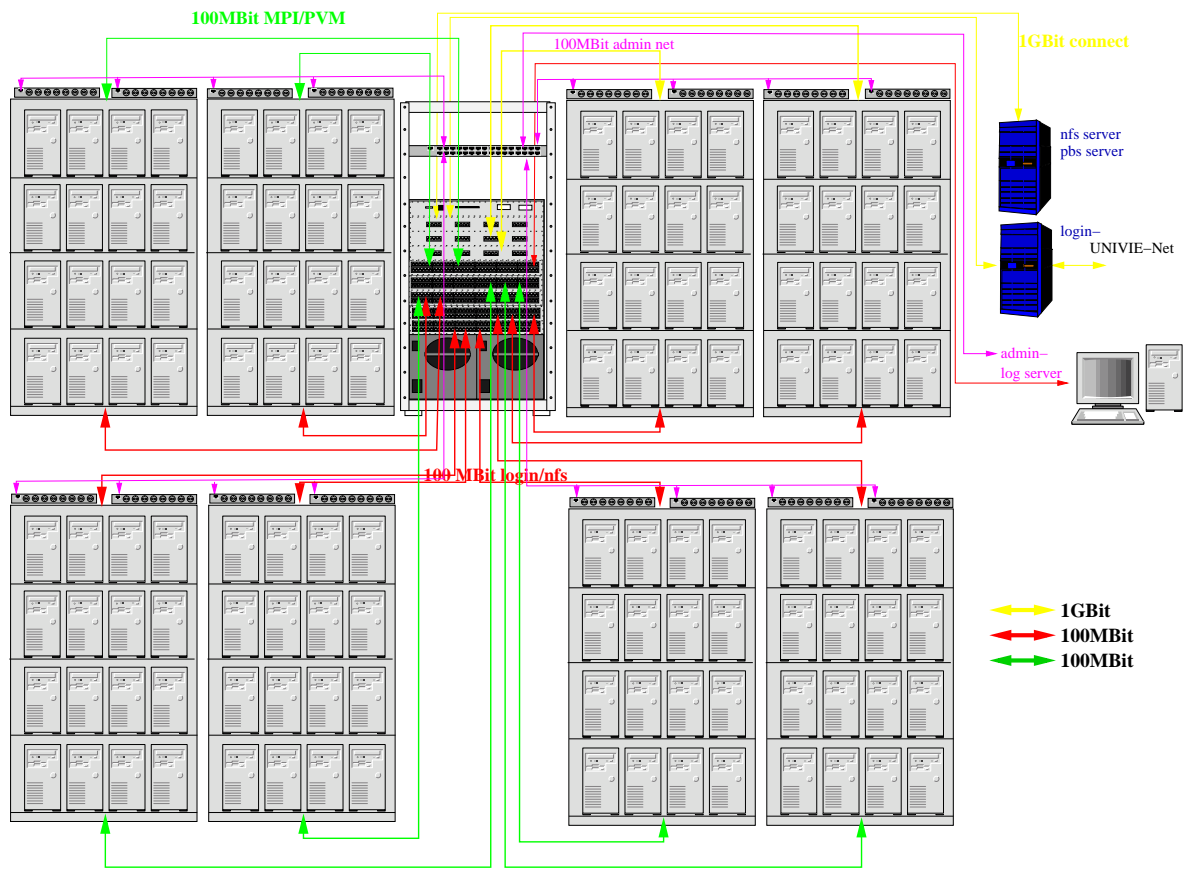 100MBit MPI/PVM
100MBit admin net
1GBit connect
nfs server
pbs server
login–
UNIVIE–Net
admin–
log server
100 MBit login/nfs
1GBit
100MBit
100MBit